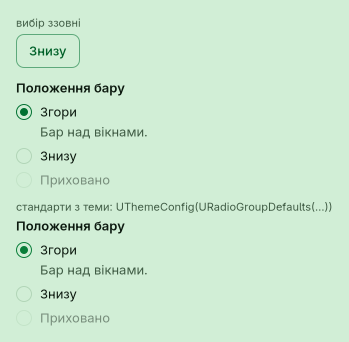 вибір ззовні
Знизу
Положення бару
Згори
Бар над вікнами.
Знизу
Приховано
стандарти з теми: UThemeConfig(URadioGroupDefaults(...))
Положення бару
Згори
Бар над вікнами.
Знизу
Приховано